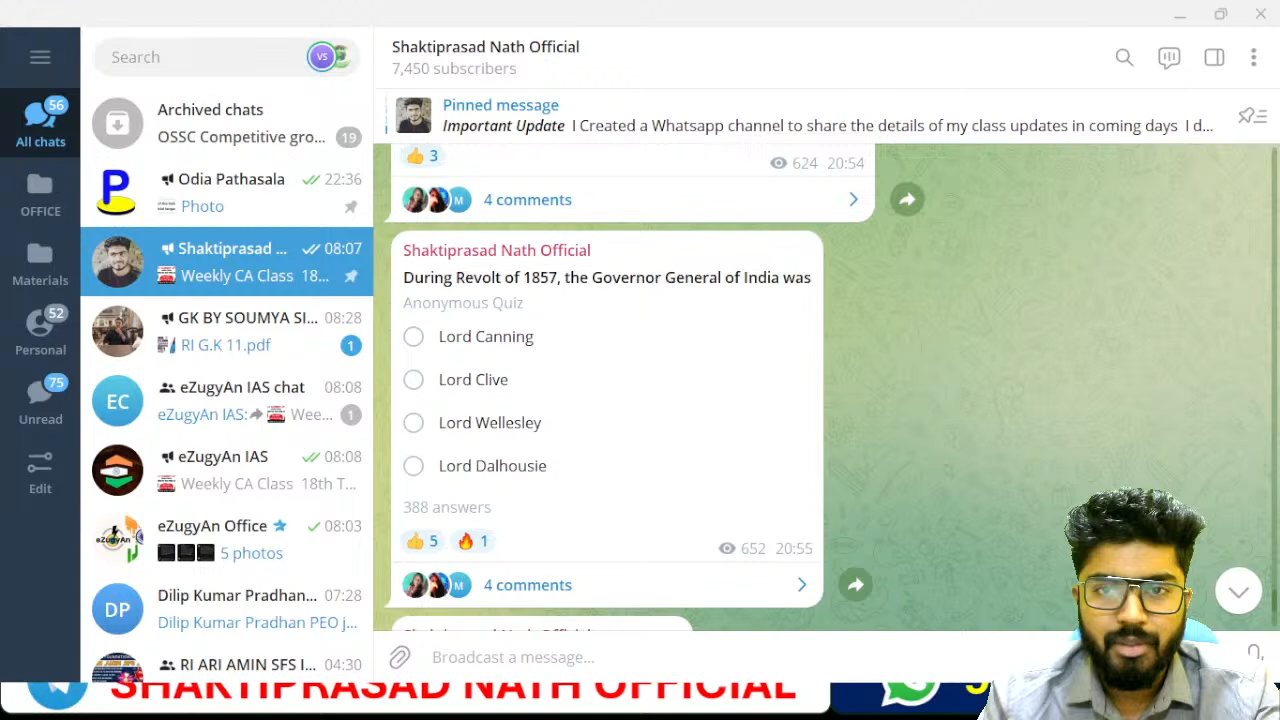 Search
VS
56
All chats
OFFICE
Materials
52
Personal
75
Unread
Edit
Archived chats
OSSC Competitive gro... 19
Odia Pathasala 22:36
Photo
Shaktiprasad ... 08:07
Weekly CA Class 18...
GK BY SOUMYA SI... 08:28
RI G.K 11.pdf 1
EC
eZugyAn IAS chat 08:08
eZugyAn IAS: Wee... 1
eZugyAn IAS 08:08
Weekly CA Class 18th T...
eZugyAn
eZugyAn Office 08:03
5 photos
DP
Dilip Kumar Pradhan... 07:28
Dilip Kumar Pradhan PEO j...
RI ARI AMIN SFS I... 04:30
Shaktiprasad Nath Official
7,450 subscribers
Pinned message
Important Update I Created a Whatsapp channel to share the details of my class updates in coming days I d...
3
624 20:54
M 4 comments
Shaktiprasad Nath Official
During Revolt of 1857, the Governor General of India was
Anonymous Quiz
Lord Canning
Lord Clive
Lord Wellesley
Lord Dalhousie
388 answers
5 1
652 20:55
M 4 comments
Broadcast a message...
SHAKTIPRASAD NATH OFFICIAL